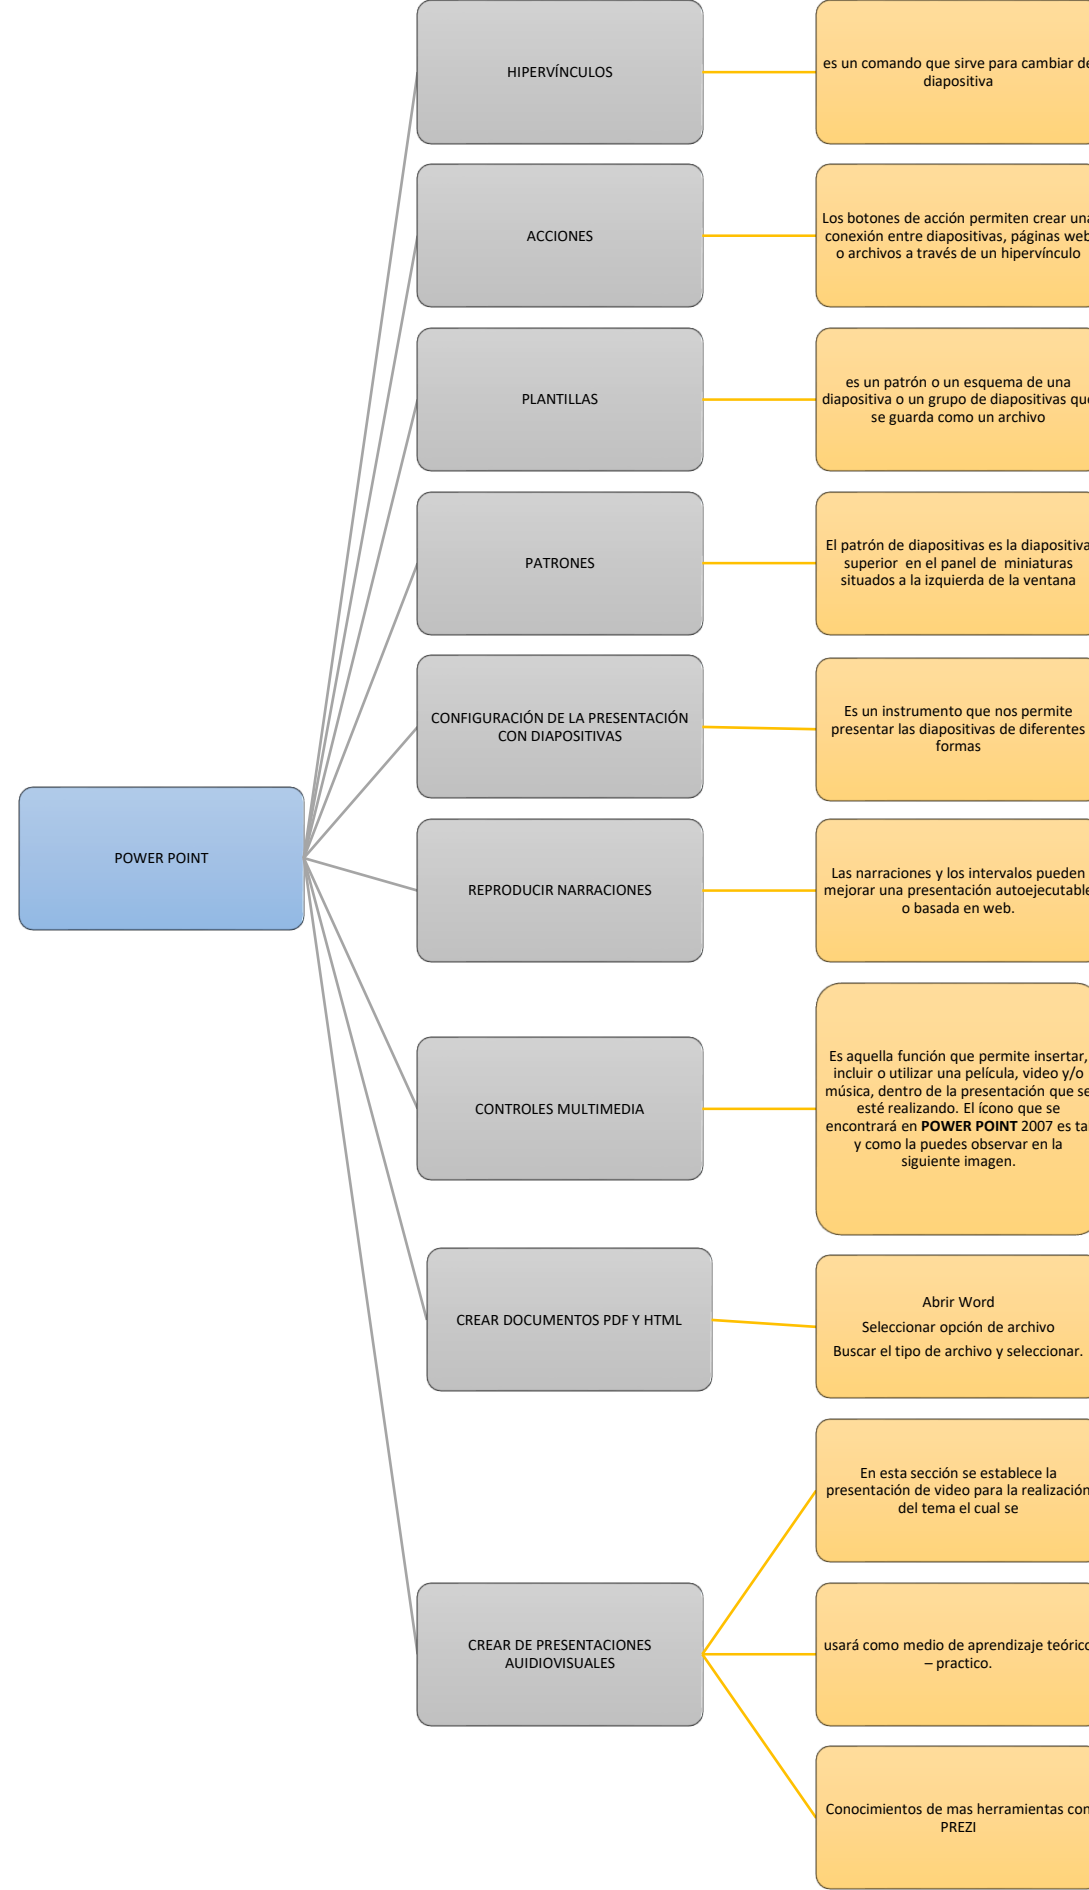 HIPERVÍNCULOS
es un comando que sirve para cambiar de
diapositiva
ACCIONES
Los botones de acción permiten crear una
conexión entre diapositivas, páginas web
o archivos a través de un hipervínculo
PLANTILLAS
es un patrón o un esquema de una
diapositiva o un grupo de diapositivas que
se guarda como un archivo
PATRONES
El patrón de diapositivas es la diapositiva
superior en el panel de miniaturas
situados a la izquierda de la ventana
CONFIGURACIÓN DE LA PRESENTACIÓN
CON DIAPOSITIVAS
Es un instrumento que nos permite
presentar las diapositivas de diferentes
formas
POWER POINT
REPRODUCIR NARRACIONES
Las narraciones y los intervalos pueden
mejorar una presentación autoejecutable
o basada en web.
CONTROLES MULTIMEDIA
Es aquella función que permite insertar,
incluir o utilizar una película, video y/o
música, dentro de la presentación que se
esté realizando. El ícono que se
encontrará en POWER POINT 2007 es ta
y como la puedes observar en la
siguiente imagen.
CREAR DOCUMENTOS PDF Y HTML
Abrir Word
Seleccionar opción de archivo
Buscar el tipo de archivo y seleccionar.
CREAR DE PRESENTACIONES
AUIDIOVISUALES
En esta sección se establece la
presentación de video para la realización
del tema el cual se
usará como medio de aprendizaje teórico
– practico.
Conocimientos de mas herramientas con
PREZI